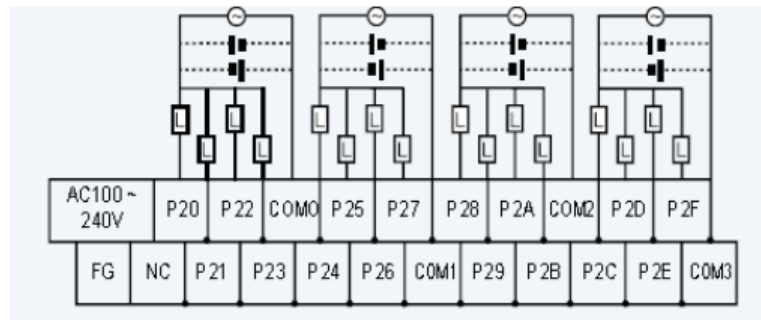 L L L L L L L L
L L L L L L L L
AC100 ~ 240V P20 P22 COM0 P25 P27 P28 P2A COM2 P2D P2F
FG NC P21 P23 P24 P26 COM1 P29 P2B P2C P2E COM3